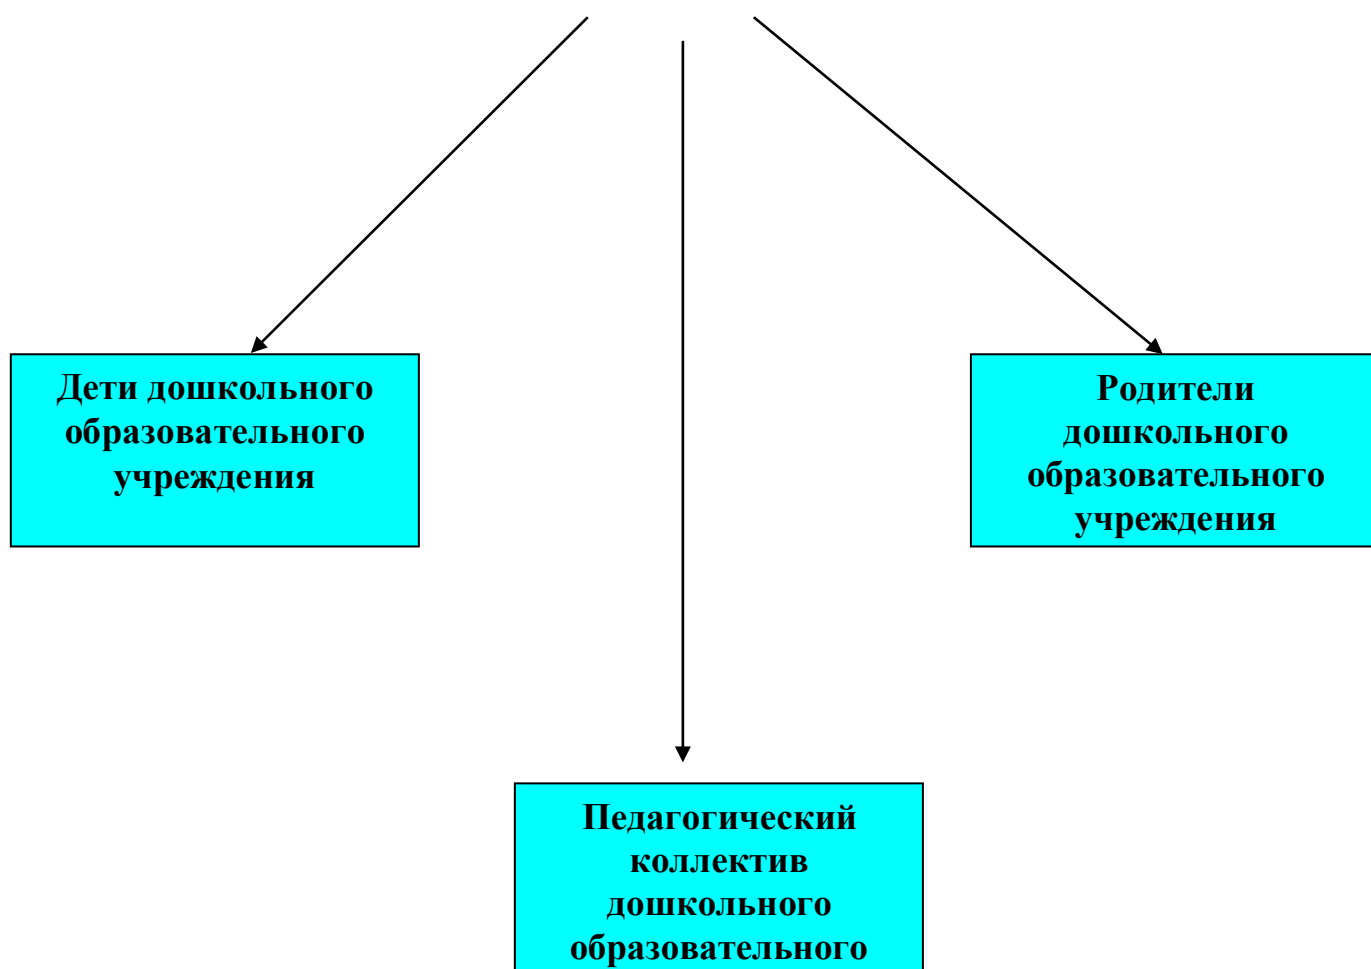 Дети дошкольного
образовательного
учреждения
Родители
дошкольного
образовательного
учреждения
Педагогический
коллектив
дошкольного
образовательного